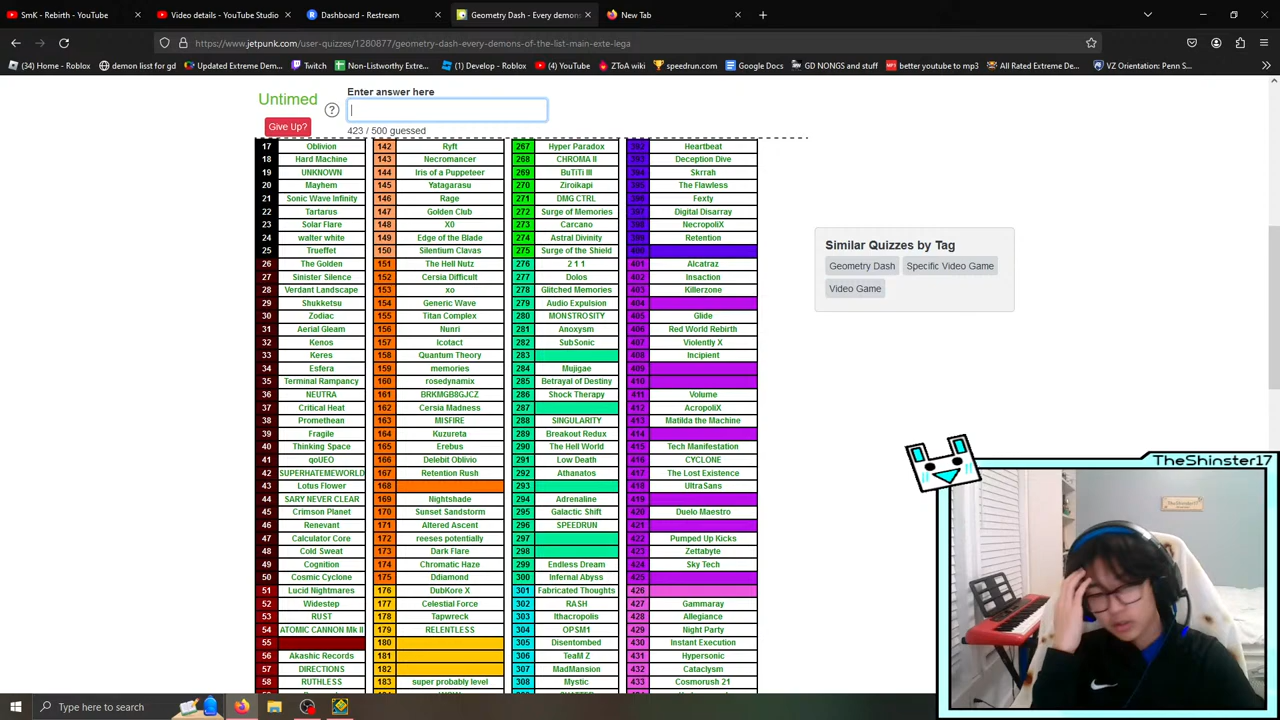 SmK - Rebirth - YouTube
Video details - YouTube Studio
Dashboard - Restream
Geometry Dash - Every demons
New Tab
https://www.jetpunk.com/user-quizzes/1280877/geometry-dash-every-demons-of-the-list-main-exte-lega
(34) Home - Roblox
demon lisst for gd
Updated Extreme Dem...
Twitch
Non-Listworthy Extre...
(1) Develop - Roblox
(4) YouTube
ZToA wiki
speedrun.com
Google Docs
GD NONGS and stuff
better youtube to mp3
All Rated Extreme De...
VZ Orientation: Penn S...
Untimed
Enter answer here
?
Give Up?
423 / 500 guessed
17 Oblivion 142 Ryft 267 Hyper Paradox 392 Heartbeat
18 Hard Machine 143 Necromancer 268 CHROMA II 393 Deception Dive
19 UNKNOWN 144 Iris of a Puppeteer 269 BuTiTi III 394 Skrrah
20 Mayhem 145 Yatagarasu 270 Ziroikapi 395 The Flawless
21 Sonic Wave Infinity 146 Rage 271 DMG CTRL 396 Fexty
22 Tartarus 147 Golden Club 272 Surge of Memories 397 Digital Disarray
23 Solar Flare 148 X0 273 Carcano 398 NecropoliX
24 walter white 149 Edge of the Blade 274 Astral Divinity 399 Retention
25 Trueffet 150 Silentium Clavas 275 Surge of the Shield 400
26 The Golden 151 The Hell Nutz 276 2 1 1 401 Alcatraz
27 Sinister Silence 152 Cersia Difficult 277 Dolos 402 Insaction
28 Verdant Landscape 153 xo 278 Glitched Memories 403 Killerzone
29 Shukketsu 154 Generic Wave 279 Audio Expulsion 404
30 Zodiac 155 Titan Complex 280 MONSTROSITY 405 Glide
31 Aerial Gleam 156 Nunri 281 Anoxysm 406 Red World Rebirth
32 Kenos 157 Icotact 282 SubSonic 407 Violently X
33 Keres 158 Quantum Theory 283 408 Incipient
34 Esfera 159 memories 284 Mujigae 409
35 Terminal Rampancy 160 rosedynamix 285 Betrayal of Destiny 410
36 NEUTRA 161 BRKMGB8GJCZ 286 Shock Therapy 411 Volume
37 Critical Heat 162 Cersia Madness 287 412 AcropoliX
38 Promethean 163 MISFIRE 288 SINGULARITY 413 Matilda the Machine
39 Fragile 164 Kuzureta 289 Breakout Redux 414
40 Thinking Space 165 Erebus 290 The Hell World 415 Tech Manifestation
41 qoUEO 166 Delebit Oblivio 291 Low Death 416 CYCLONE
42 SUPERHATEMEWORLD 167 Retention Rush 292 Athanatos 417 The Lost Existence
43 Lotus Flower 168 293 418 UltraSans
44 SARY NEVER CLEAR 169 Nightshade 294 Adrenaline 419
45 Crimson Planet 170 Sunset Sandstorm 295 Galactic Shift 420 Duelo Maestro
46 Renevant 171 Altered Ascent 296 SPEEDRUN 421
47 Calculator Core 172 reeses potentially 297 422 Pumped Up Kicks
48 Cold Sweat 173 Dark Flare 298 423 Zettabyte
49 Cognition 174 Chromatic Haze 299 Endless Dream 424 Sky Tech
50 Cosmic Cyclone 175 Ddiamond 300 Infernal Abyss 425
51 Lucid Nightmares 176 DubKore X 301 Fabricated Thoughts 426
52 Widestep 177 Celestial Force 302 RASH 427 Gammaray
53 RUST 178 Tapwreck 303 Ithacropolis 428 Allegiance
54 ATOMIC CANNON Mk II 179 RELENTLESS 304 OPSM1 429 Night Party
55 180 305 Disentombed 430 Instant Execution
56 Akashic Records 181 306 TeaM Z 431 Hypersonic
57 DIRECTIONS 182 307 MadMansion 432 Cataclysm
58 RUTHLESS 183 super probably level 308 Mystic 433 Cosmorush 21
Similar Quizzes by Tag
Geometry Dash
Specific Video Game
Video Game
TheShinster17
Type here to search